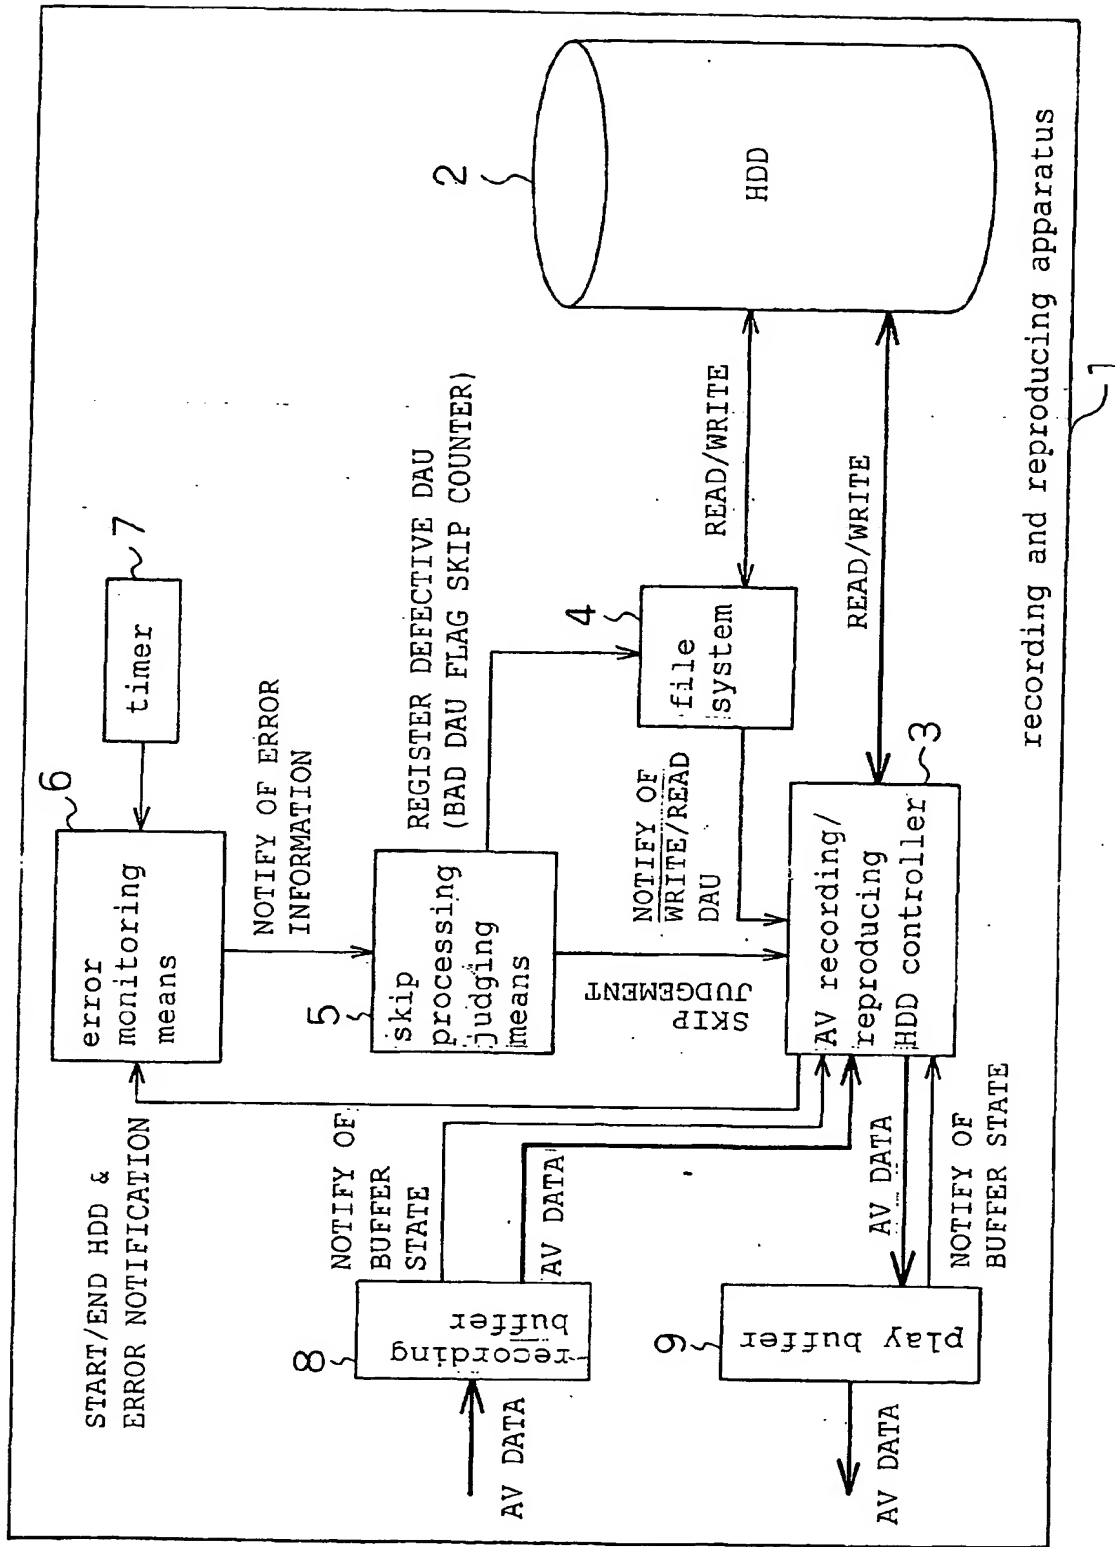 START/END HDD &
ERROR NOTIFICATION
6
error
monitoring
means
7
timer
NOTIFY OF ERROR
INFORMATION
5
skip
processing
judging
means
REGISTER DEFECTIVE DAU
(BAD DAU FLAG SKIP COUNTER)
2
HDD
4
file
system
READ/WRITE
READ/WRITE
NOTIFY OF
WRITE/READ
DAU
SKIP
JUDGEMENT
3
AV recording/
reproducing
HDD controller
NOTIFY OF
BUFFER
STATE
AV DATA
8
recording
buffer
AV DATA
9
play buffer
AV DATA
AV DATA
NOTIFY OF
BUFFER STATE
recording and reproducing apparatus
1